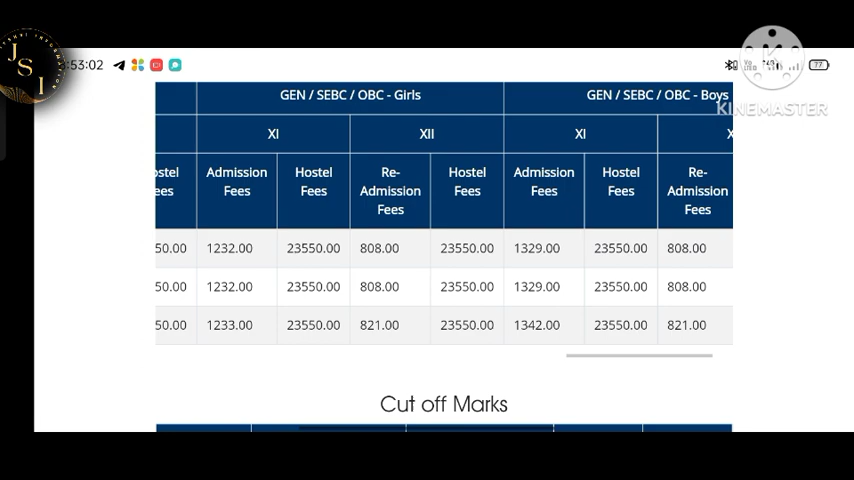 JSI
:53:02
77
KINEMASTER
GEN / SEBC / OBC - Girls GEN / SEBC / OBC - Boys
XI XII XI
Admission Fees Hostel Fees Re-Admission Fees Hostel Fees Admission Fees Hostel Fees Re-Admission Fees
50.00 1232.00 23550.00 808.00 23550.00 1329.00 23550.00 808.00
50.00 1232.00 23550.00 808.00 23550.00 1329.00 23550.00 808.00
50.00 1233.00 23550.00 821.00 23550.00 1342.00 23550.00 821.00
Cut off Marks